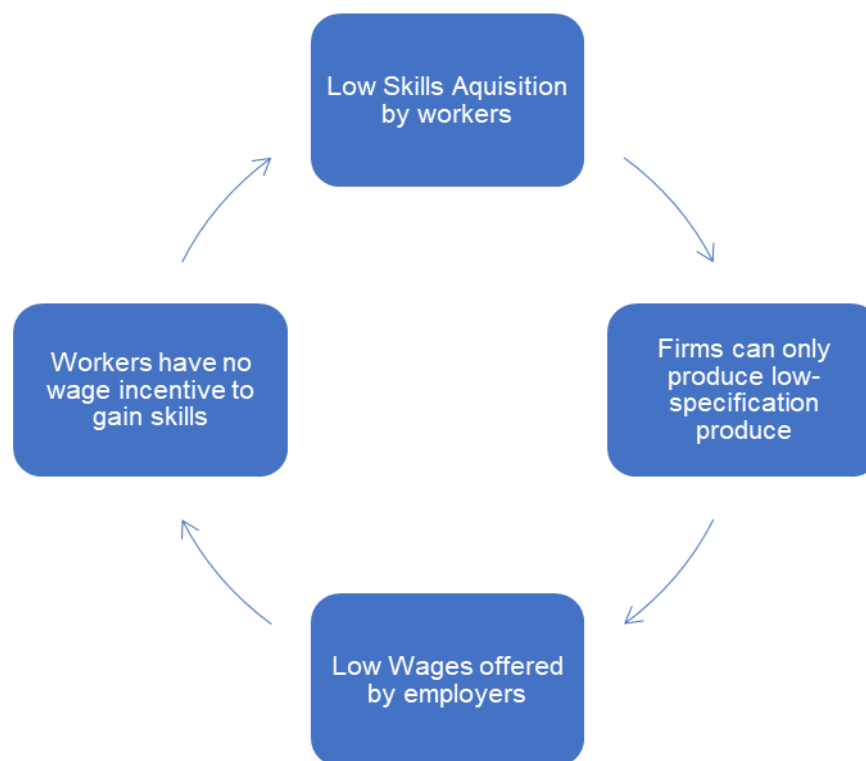 Low Skills Aquisition
by workers
Firms can only
produce low-
specification
produce
Low Wages offered
by employers
Workers have no
wage incentive to
gain skills